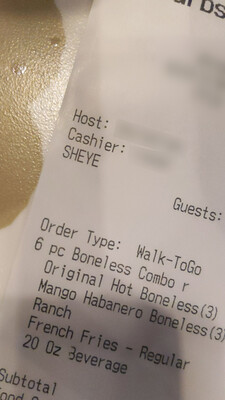 Host:
Cashier:
SHEYE
Guests:
Order Type: Walk-ToGo
6 pc Boneless Combo r
Original Hot Boneless(3)
Mango Habanero Boneless(3)
Ranch
French Fries - Regular
20 Oz Beverage
Subtotal